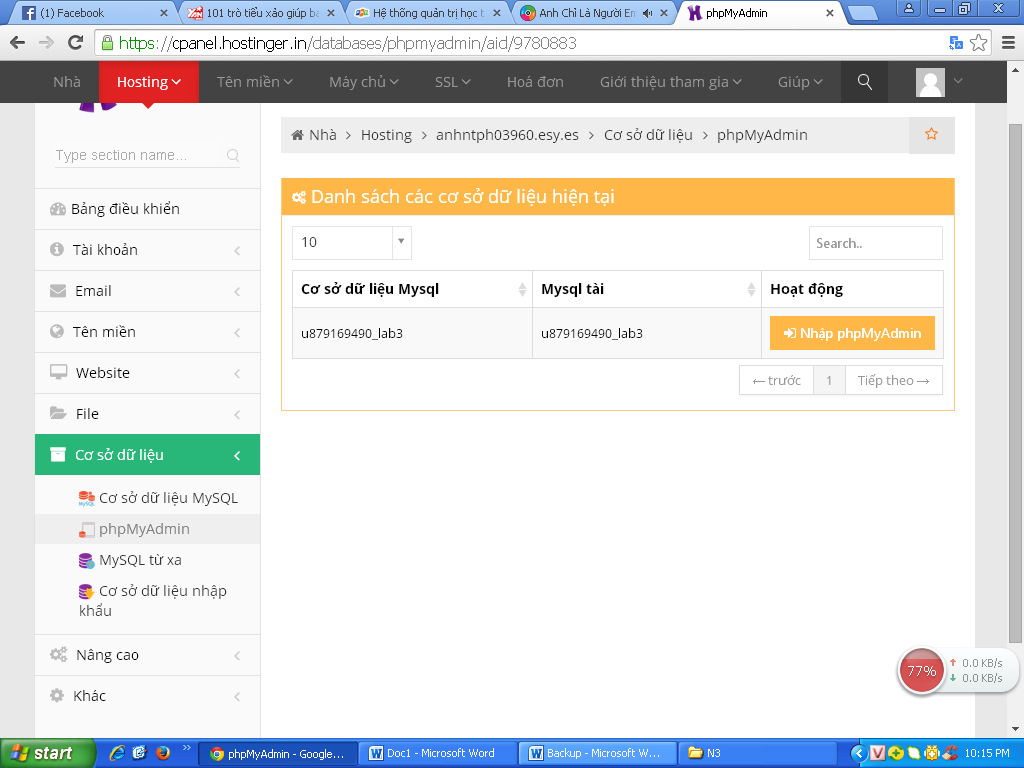 (1) Facebook
101 trò tiểu xảo giúp bạ
Hệ thống quản trị học t
Anh Chỉ Là Người Em
phpMyAdmin
https://cpanel.hostinger.in/databases/phpmyadmin/aid/9780883
Nhà
Hosting
Tên miền
Máy chủ
SSL
Hoá đơn
Giới thiệu tham gia
Giúp
Type section name...
Nhà > Hosting > anhntph03960.esy.es > Cơ sở dữ liệu > phpMyAdmin
Bảng điều khiển
Tài khoản
Email
Tên miền
Website
File
Cơ sở dữ liệu
Cơ sở dữ liệu MySQL
phpMyAdmin
MySQL từ xa
Cơ sở dữ liệu nhập
khẩu
Nâng cao
Khác
Danh sách các cơ sở dữ liệu hiện tại
10
Search..
Cơ sở dữ liệu Mysql
Mysql tài
Hoạt động
u879169490_lab3
u879169490_lab3
Nhập phpMyAdmin
← trước
1
Tiếp theo →
77%
0.0 KB/s
0.0 KB/s
start
phpMyAdmin - Google...
Doc1 - Microsoft Word
Backup - Microsoft W...
N3
10:15 PM